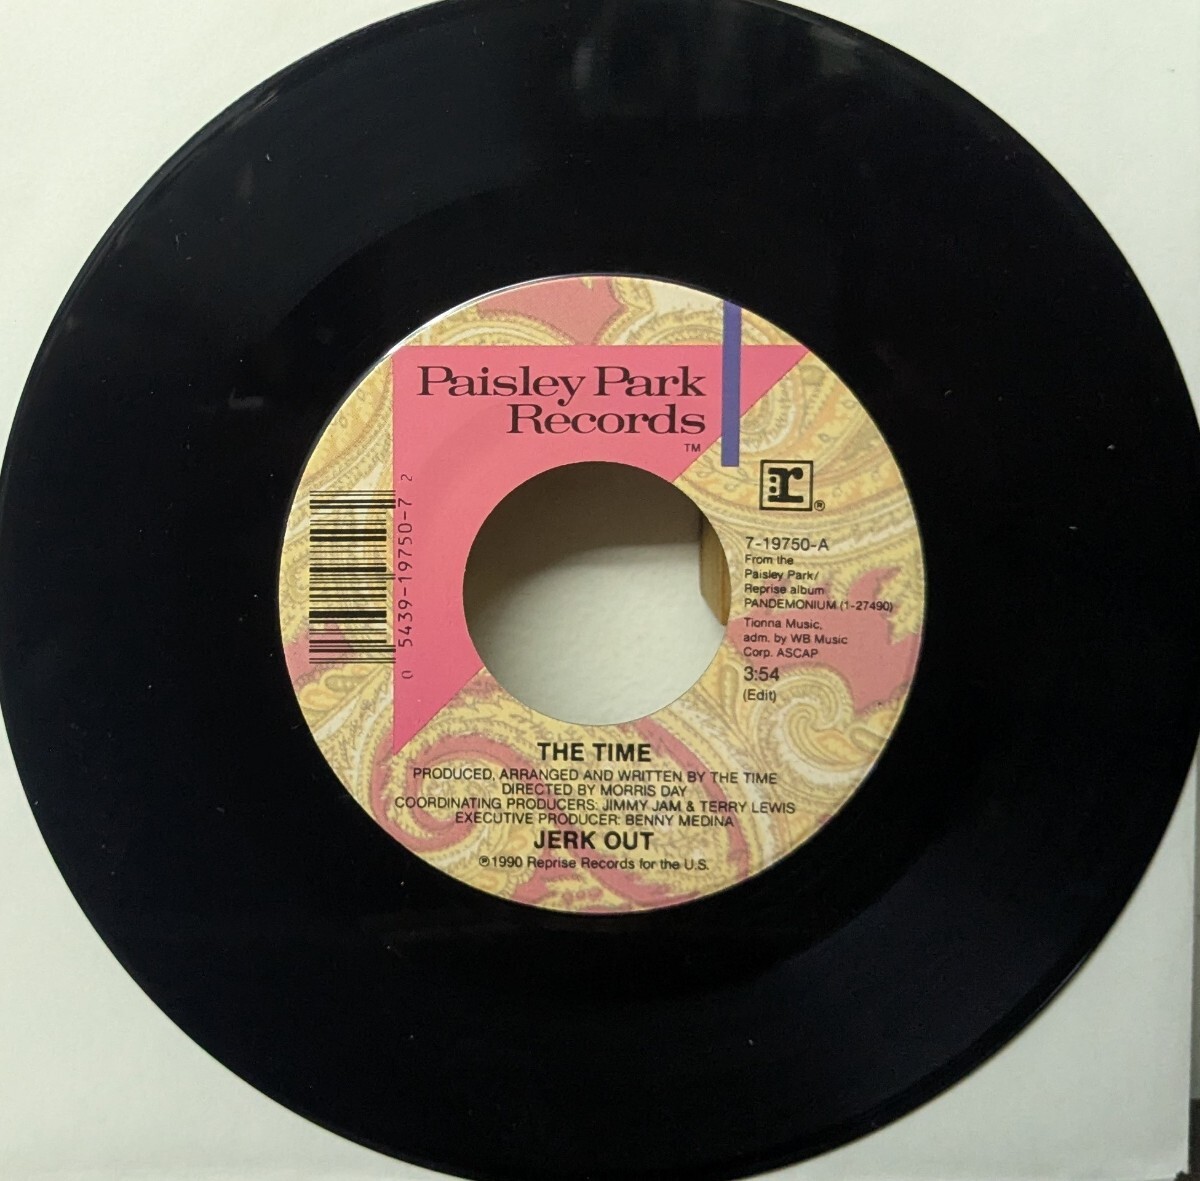 Paisley Park
Records
TM
r
®
7-19750-A
From the
Paisley Park/
Reprise album
PANDEMONIUM (1-27490)
Tionna Music,
adm. by WB Music
Corp. ASCAP
3:54
(Edit)
0 5439-19750-7 2
THE TIME
PRODUCED, ARRANGED AND WRITTEN BY THE TIME
DIRECTED BY MORRIS DAY
COORDINATING PRODUCERS: JIMMY JAM & TERRY LEWIS
EXECUTIVE PRODUCER: BENNY MEDINA
JERK OUT
℗1990 Reprise Records for the U.S.